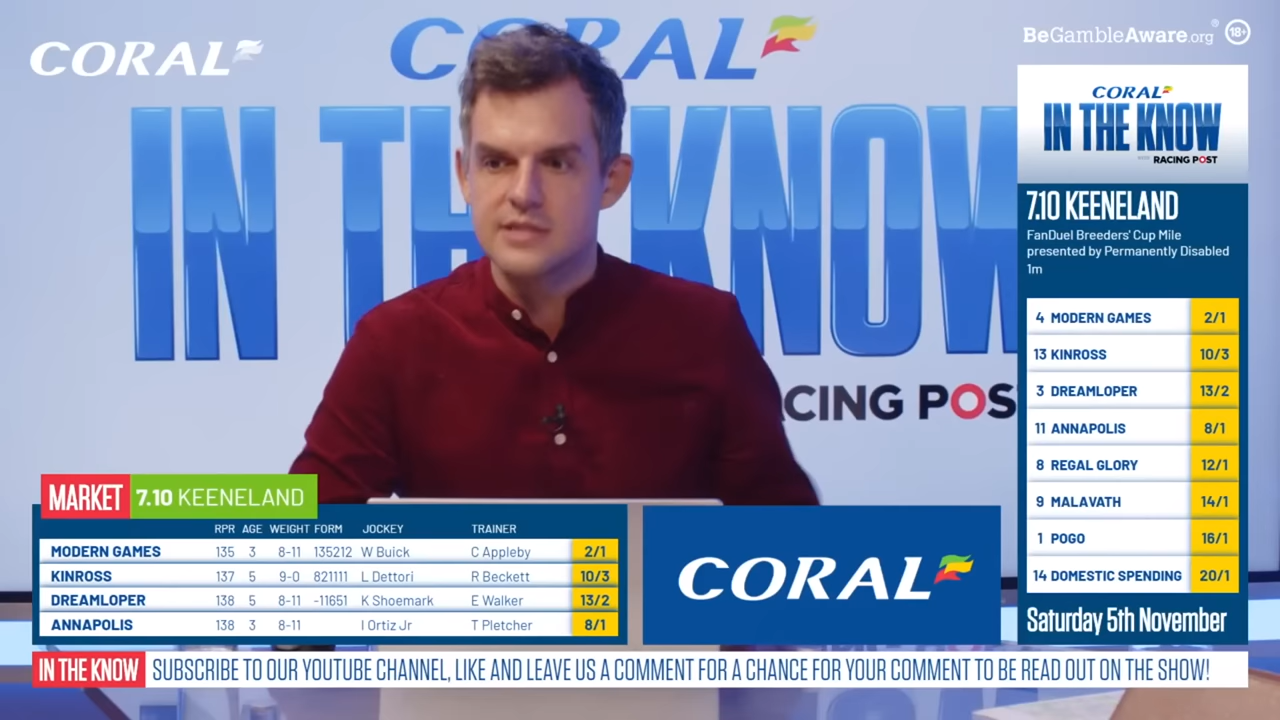 CORAL
CORAL
IN THE KNOW
ACING POS
BeGambleAware.org® 18+
CORAL
IN THE KNOW
RACING POST
7.10 KEENELAND
FanDuel Breeders' Cup Mile
presented by Permanently Disabled
1m
4 MODERN GAMES 2/1
13 KINROSS 10/3
3 DREAMLOPER 13/2
11 ANNAPOLIS 8/1
8 REGAL GLORY 12/1
9 MALAVATH 14/1
1 POGO 16/1
14 DOMESTIC SPENDING 20/1
Saturday 5th November
MARKET 7.10 KEENELAND
RPR AGE WEIGHT FORM JOCKEY TRAINER
MODERN GAMES 135 3 8-11 135212 W Buick C Appleby 2/1
KINROSS 137 5 9-0 821111 L Dettori R Beckett 10/3
DREAMLOPER 138 5 8-11 -11651 K Shoemark E Walker 13/2
ANNAPOLIS 138 3 8-11 I Ortiz Jr T Pletcher 8/1
CORAL
IN THE KNOW SUBSCRIBE TO OUR YOUTUBE CHANNEL, LIKE AND LEAVE US A COMMENT FOR A CHANCE FOR YOUR COMMENT TO BE READ OUT ON THE SHOW!